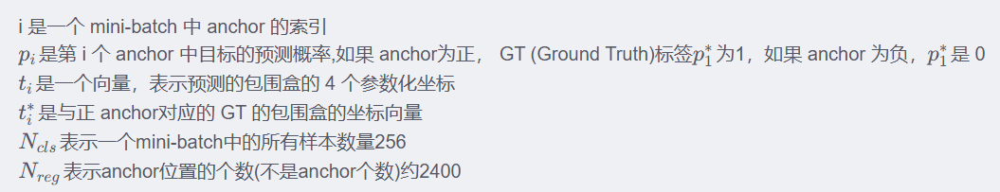 i 是一个 mini-batch 中 anchor 的索引
$p_i$是第 i 个 anchor 中目标的预测概率,如果 anchor为正， GT (Ground Truth)标签$p_1^*$为1，如果 anchor 为负，$p_1^*$是 0
$t_i$是一个向量，表示预测的包围盒的 4 个参数化坐标
$t_i^*$是与正 anchor对应的 GT 的包围盒的坐标向量
$N_{cls}$表示一个mini-batch中的所有样本数量256
$N_{reg}$表示anchor位置的个数(不是anchor个数)约2400